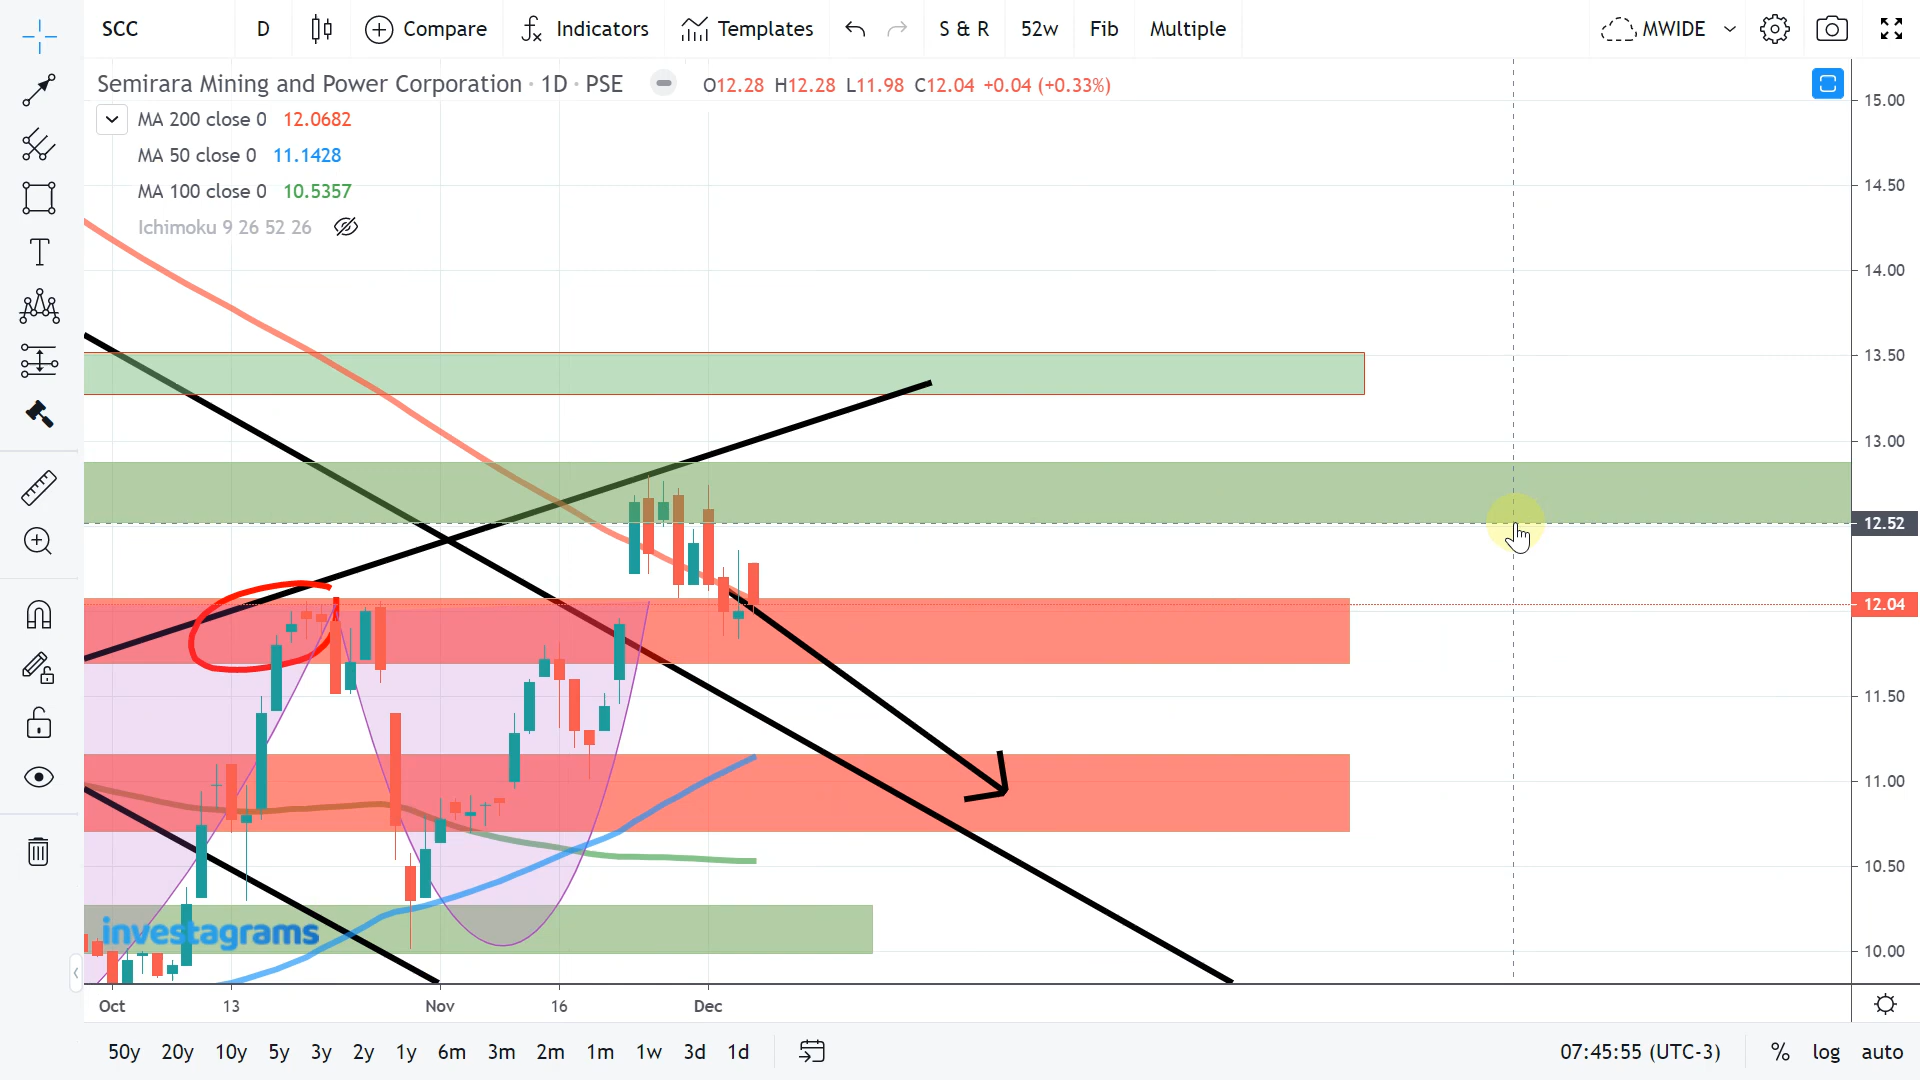 SCC D Compare Indicators Templates S & R 52w Fib Multiple MWIDE
Semirara Mining and Power Corporation · 1D · PSE O12.28 H12.28 L11.98 C12.04 +0.04 (+0.33%)
MA 200 close 0 12.0682
MA 50 close 0 11.1428
MA 100 close 0 10.5357
Ichimoku 9 26 52 26
15.00
14.50
14.00
13.50
13.00
12.52
12.04
11.50
11.00
10.50
10.00
investagrams
Oct 13 Nov 16 Dec
50y 20y 10y 5y 3y 2y 1y 6m 3m 2m 1m 1w 3d 1d 07:45:55 (UTC-3) % log auto